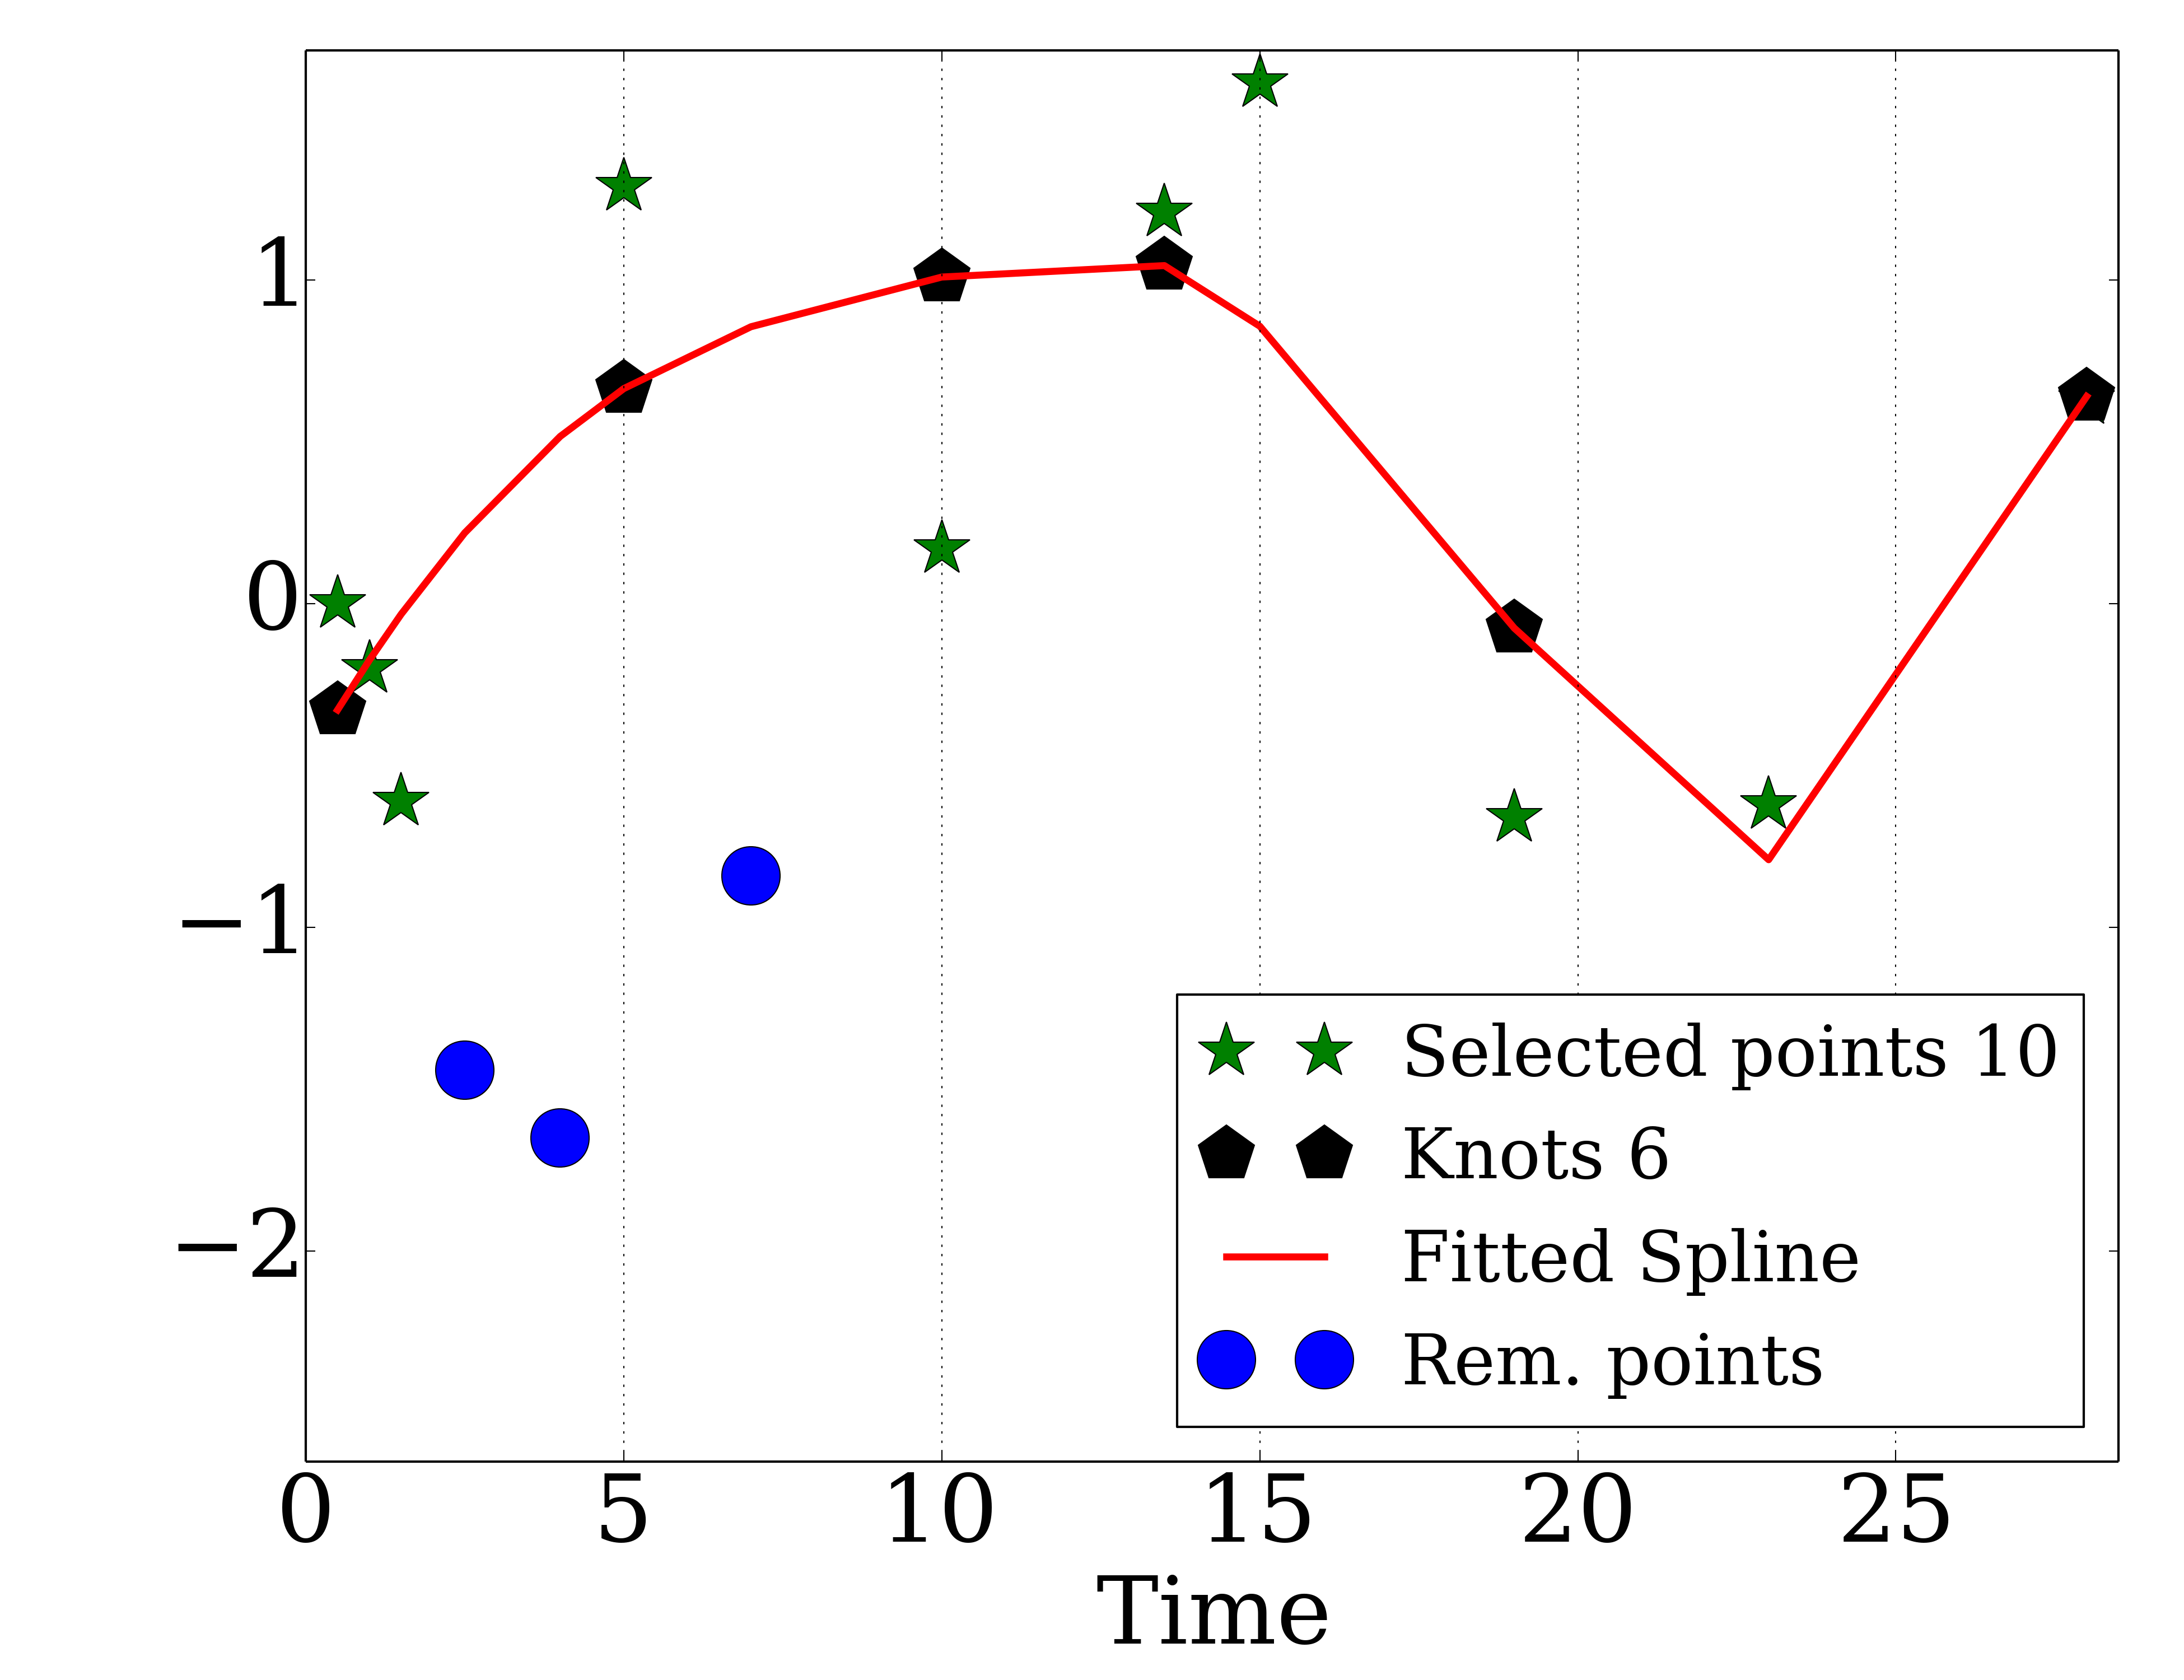 1
0
−1
−2
Selected points 10
Knots 6
Fitted Spline
Rem. points
0 5 10 15 20 25
Time